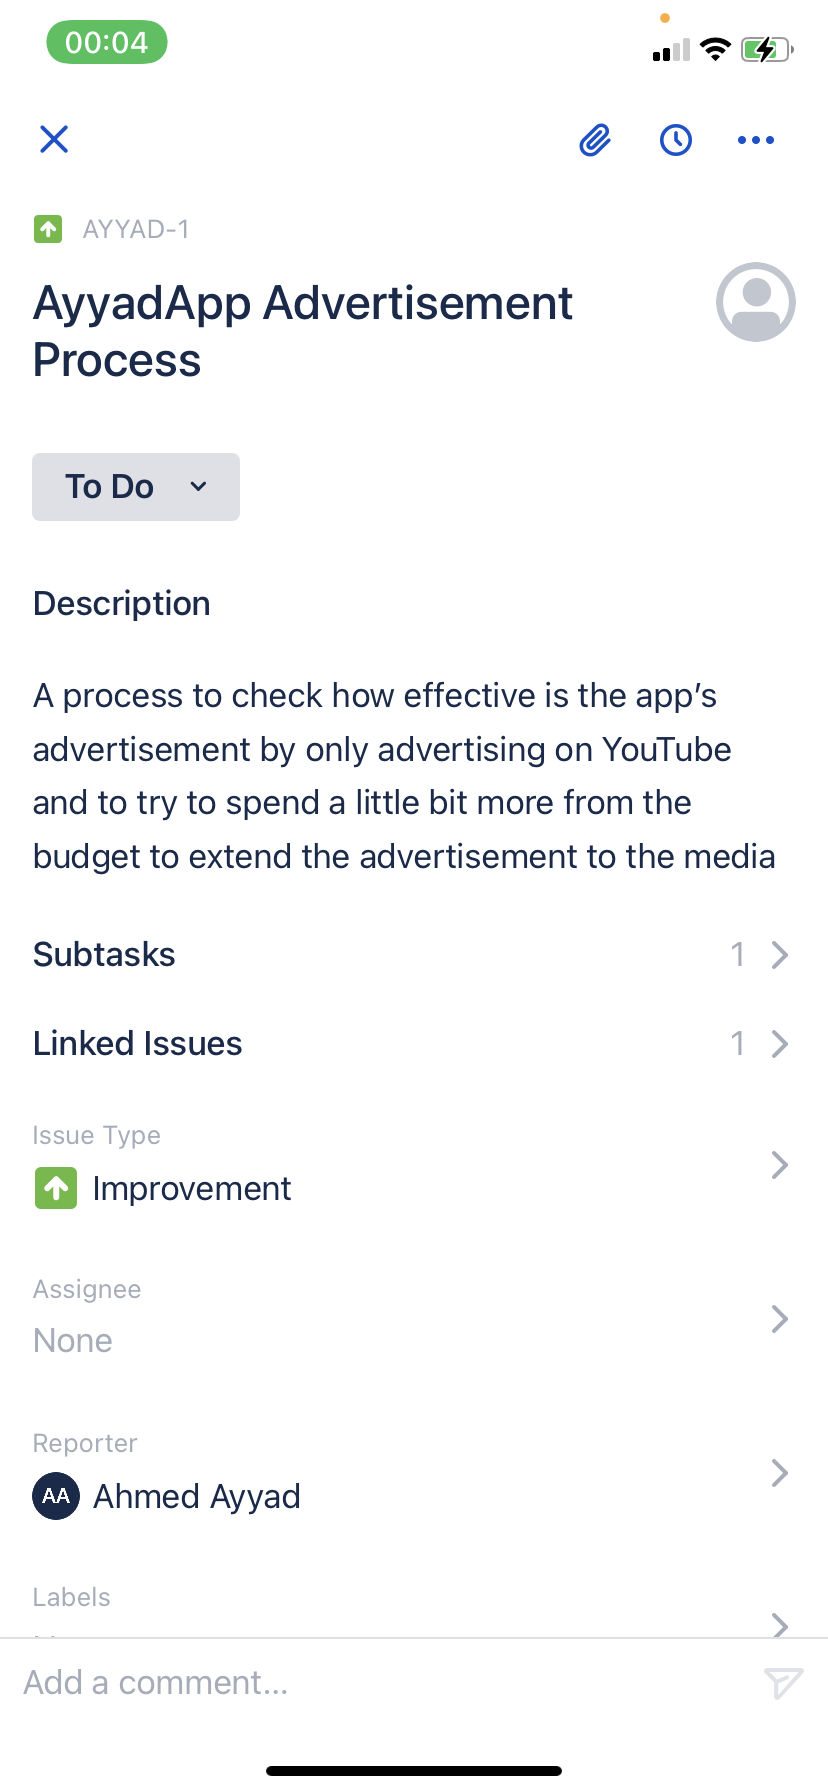 00:04
AYYAD-1
AyyadApp Advertisement
Process
To Do
Description
A process to check how effective is the app's
advertisement by only advertising on YouTube
and to try to spend a little bit more from the
budget to extend the advertisement to the media
Subtasks 1
Linked Issues 1
Issue Type
Improvement
Assignee
None
Reporter
AA Ahmed Ayyad
Labels
Add a comment...